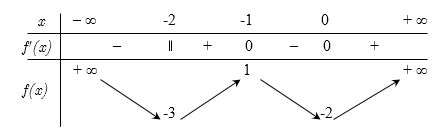 x − ∞ -2 -1 0 + ∞
f'(x) − || + 0 − 0 +
+ ∞ 1 + ∞
f(x)
-3 -2